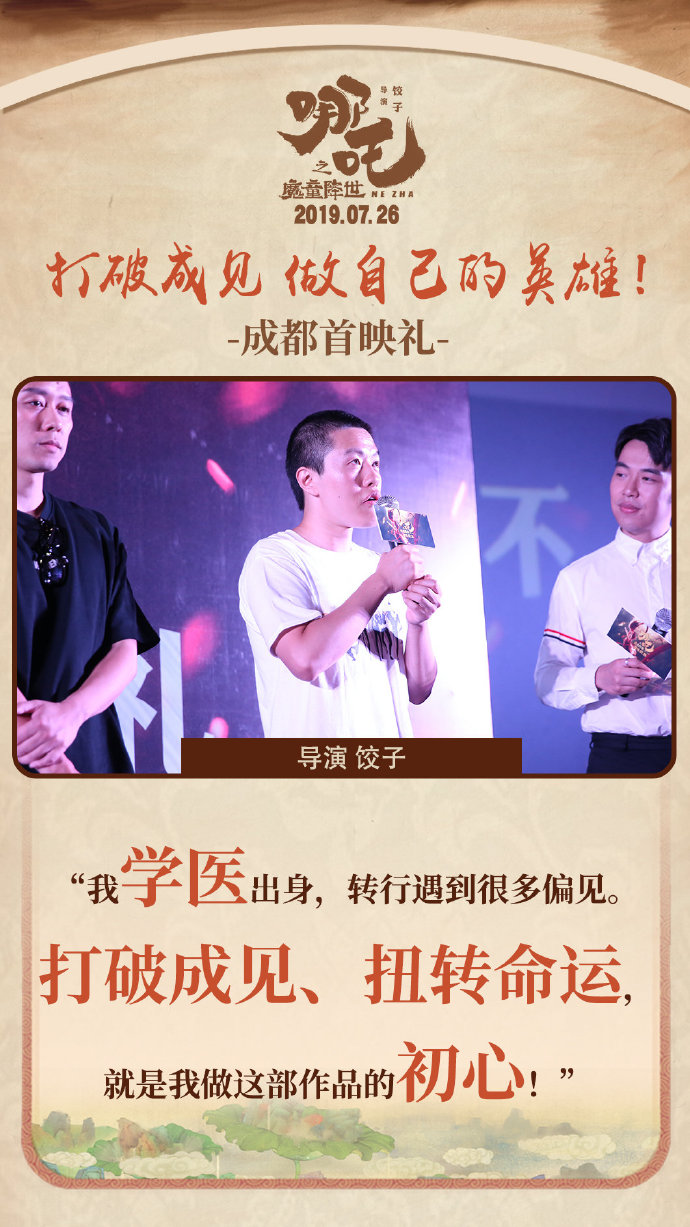 导演
饺子
哪吒
之
魔童降世 NE ZHA
2019.07.26
打破成见 做自己的英雄！
-成都首映礼-
不
礼
导演 饺子
“我学医出身，转行遇到很多偏见。
打破成见、扭转命运，
就是我做这部作品的初心！”